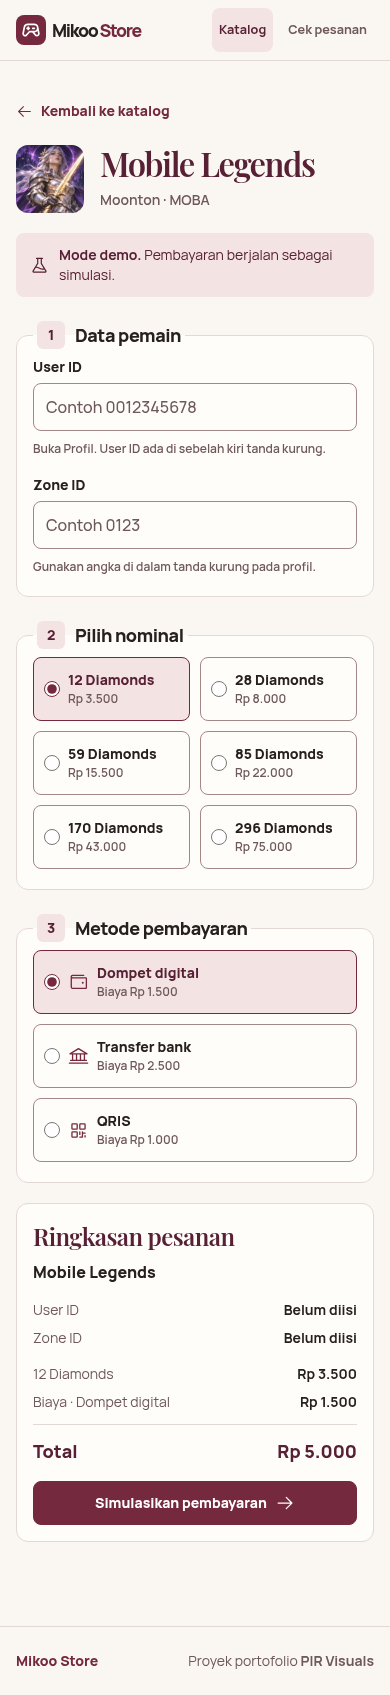 Mikoo Store
Katalog
Cek pesanan
Kembali ke katalog
Mobile Legends
Moonton · MOBA
Mode demo. Pembayaran berjalan sebagai
simulasi.
1 Data pemain
User ID
Contoh 0012345678
Buka Profil. User ID ada di sebelah kiri tanda kurung.
Zone ID
Contoh 0123
Gunakan angka di dalam tanda kurung pada profil.
2 Pilih nominal
12 Diamonds
Rp 3.500
28 Diamonds
Rp 8.000
59 Diamonds
Rp 15.500
85 Diamonds
Rp 22.000
170 Diamonds
Rp 43.000
296 Diamonds
Rp 75.000
3 Metode pembayaran
Dompet digital
Biaya Rp 1.500
Transfer bank
Biaya Rp 2.500
QRIS
Biaya Rp 1.000
Ringkasan pesanan
Mobile Legends
User ID Belum diisi
Zone ID Belum diisi
12 Diamonds Rp 3.500
Biaya · Dompet digital Rp 1.500
Total Rp 5.000
Simulasikan pembayaran
Mikoo Store
Proyek portofolio PIR Visuals